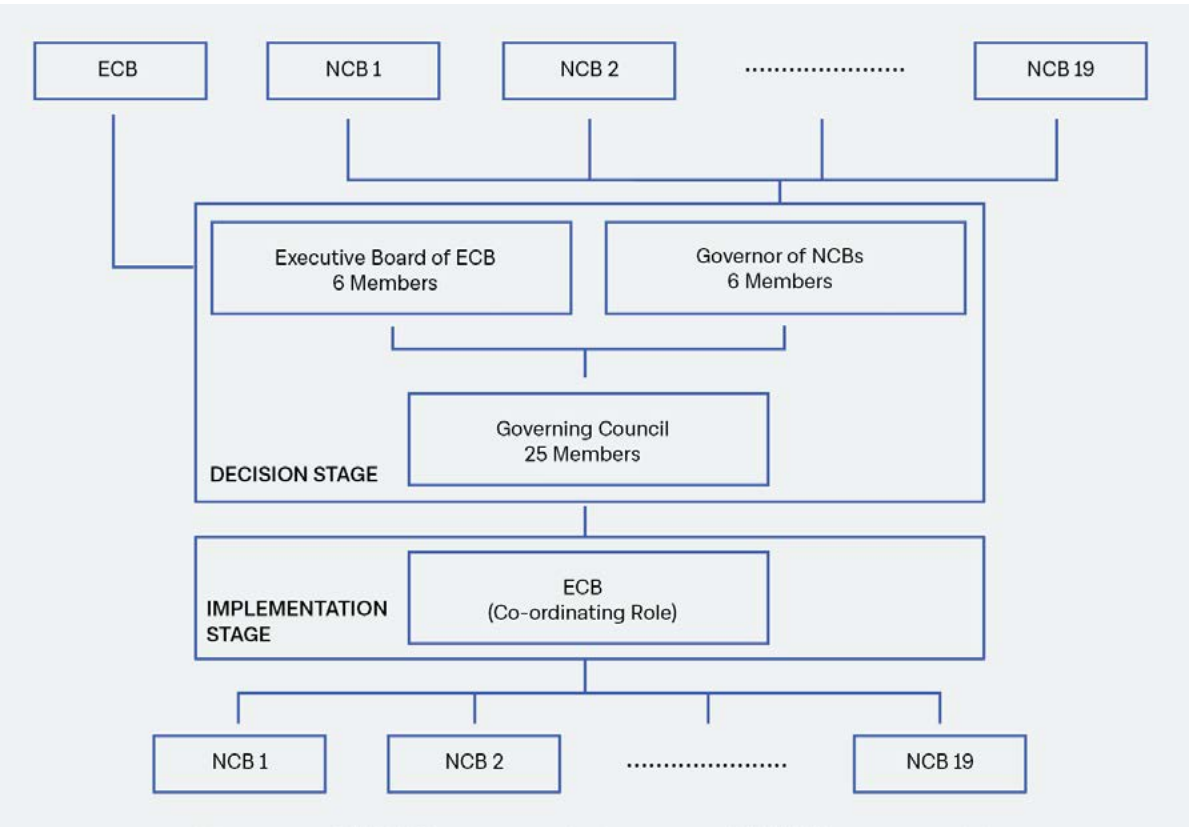 ECB
NCB 1
NCB 2
......................
NCB 19
Executive Board of ECB
6 Members
Governor of NCBs
6 Members
Governing Council
25 Members
DECISION STAGE
ECB
(Co-ordinating Role)
IMPLEMENTATION
STAGE
NCB 1
NCB 2
......................
NCB 19